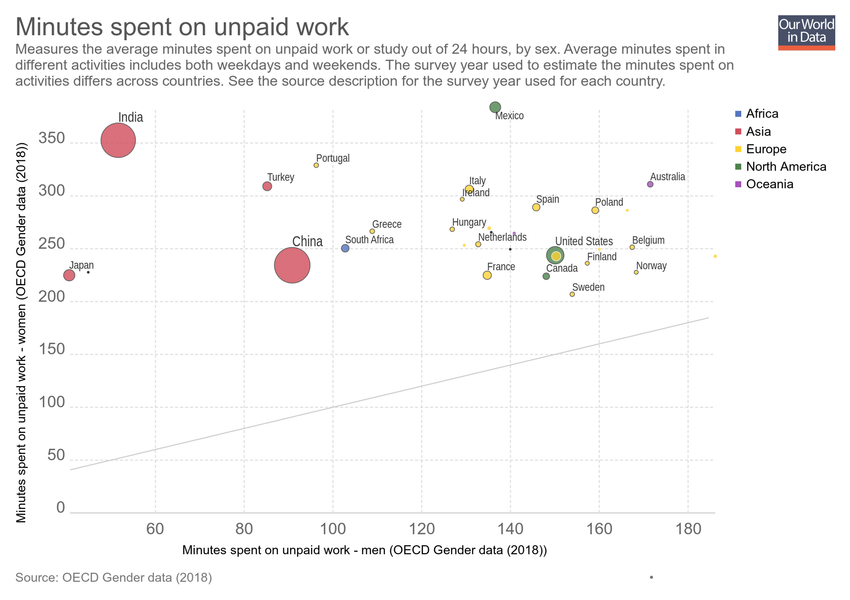 Minutes spent on unpaid work
Our World
in Data
Measures the average minutes spent on unpaid work or study out of 24 hours, by sex. Average minutes spent in
different activities includes both weekdays and weekends. The survey year used to estimate the minutes spent on
activities differs across countries. See the source description for the survey year used for each country.
Minutes spent on unpaid work - women (OECD Gender data (2018))
350
300
250
200
150
100
50
0
India
Mexico
Portugal
Turkey
Italy
Ireland
Australia
Spain
Poland
Greece
Hungary
South Africa
Netherlands
China
United States
Belgium
Finland
Japan
France
Canada
Norway
Sweden
60
80
100
120
140
160
180
Minutes spent on unpaid work - men (OECD Gender data (2018))
Africa
Asia
Europe
North America
Oceania
Source: OECD Gender data (2018)